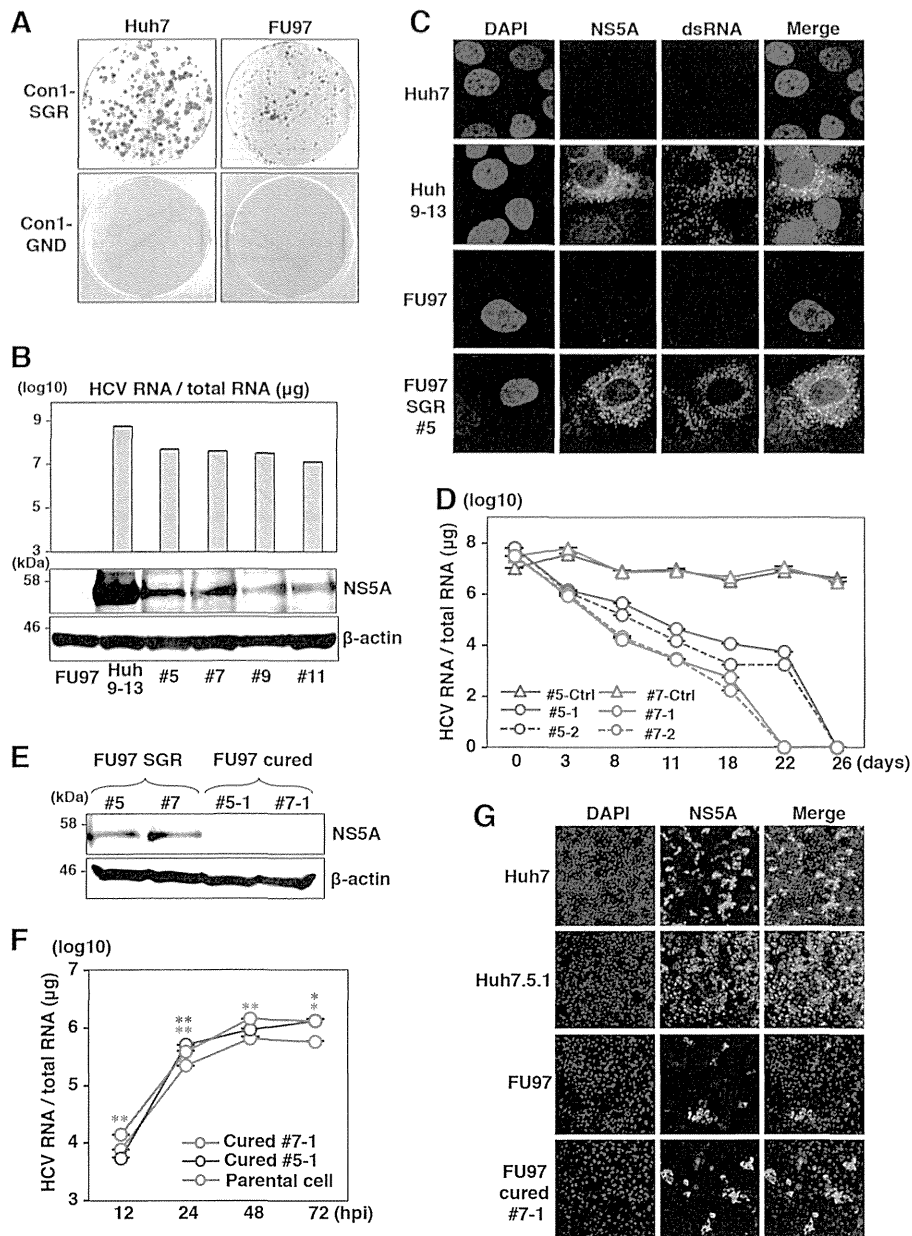 A
Huh7 FU97
Con1-
SGR
Con1-
GND
B
(log10)
HCV RNA / total RNA (µg)
9
7
5
3
(kDa)
58
NS5A
46
β-actin
FU97 Huh 9-13 #5 #7 #9 #11
C
DAPI NS5A dsRNA Merge
Huh7
Huh
9-13
FU97
FU97
SGR
#5
D
(log10)
HCV RNA / total RNA (µg)
8
6
4
2
0
#5-Ctrl #7-Ctrl
#5-1 #7-1
#5-2 #7-2
0 3 8 11 18 22 26 (days)
E
FU97 SGR FU97 cured
(kDa) #5 #7 #5-1 #7-1
58
NS5A
46
β-actin
F
(log10)
HCV RNA / total RNA (µg)
7
6
5
4
3
** ** ** ** * *
Cured #7-1
Cured #5-1
Parental cell
12 24 48 72 (hpi)
G
DAPI NS5A Merge
Huh7
Huh7.5.1
FU97
FU97
cured
#7-1